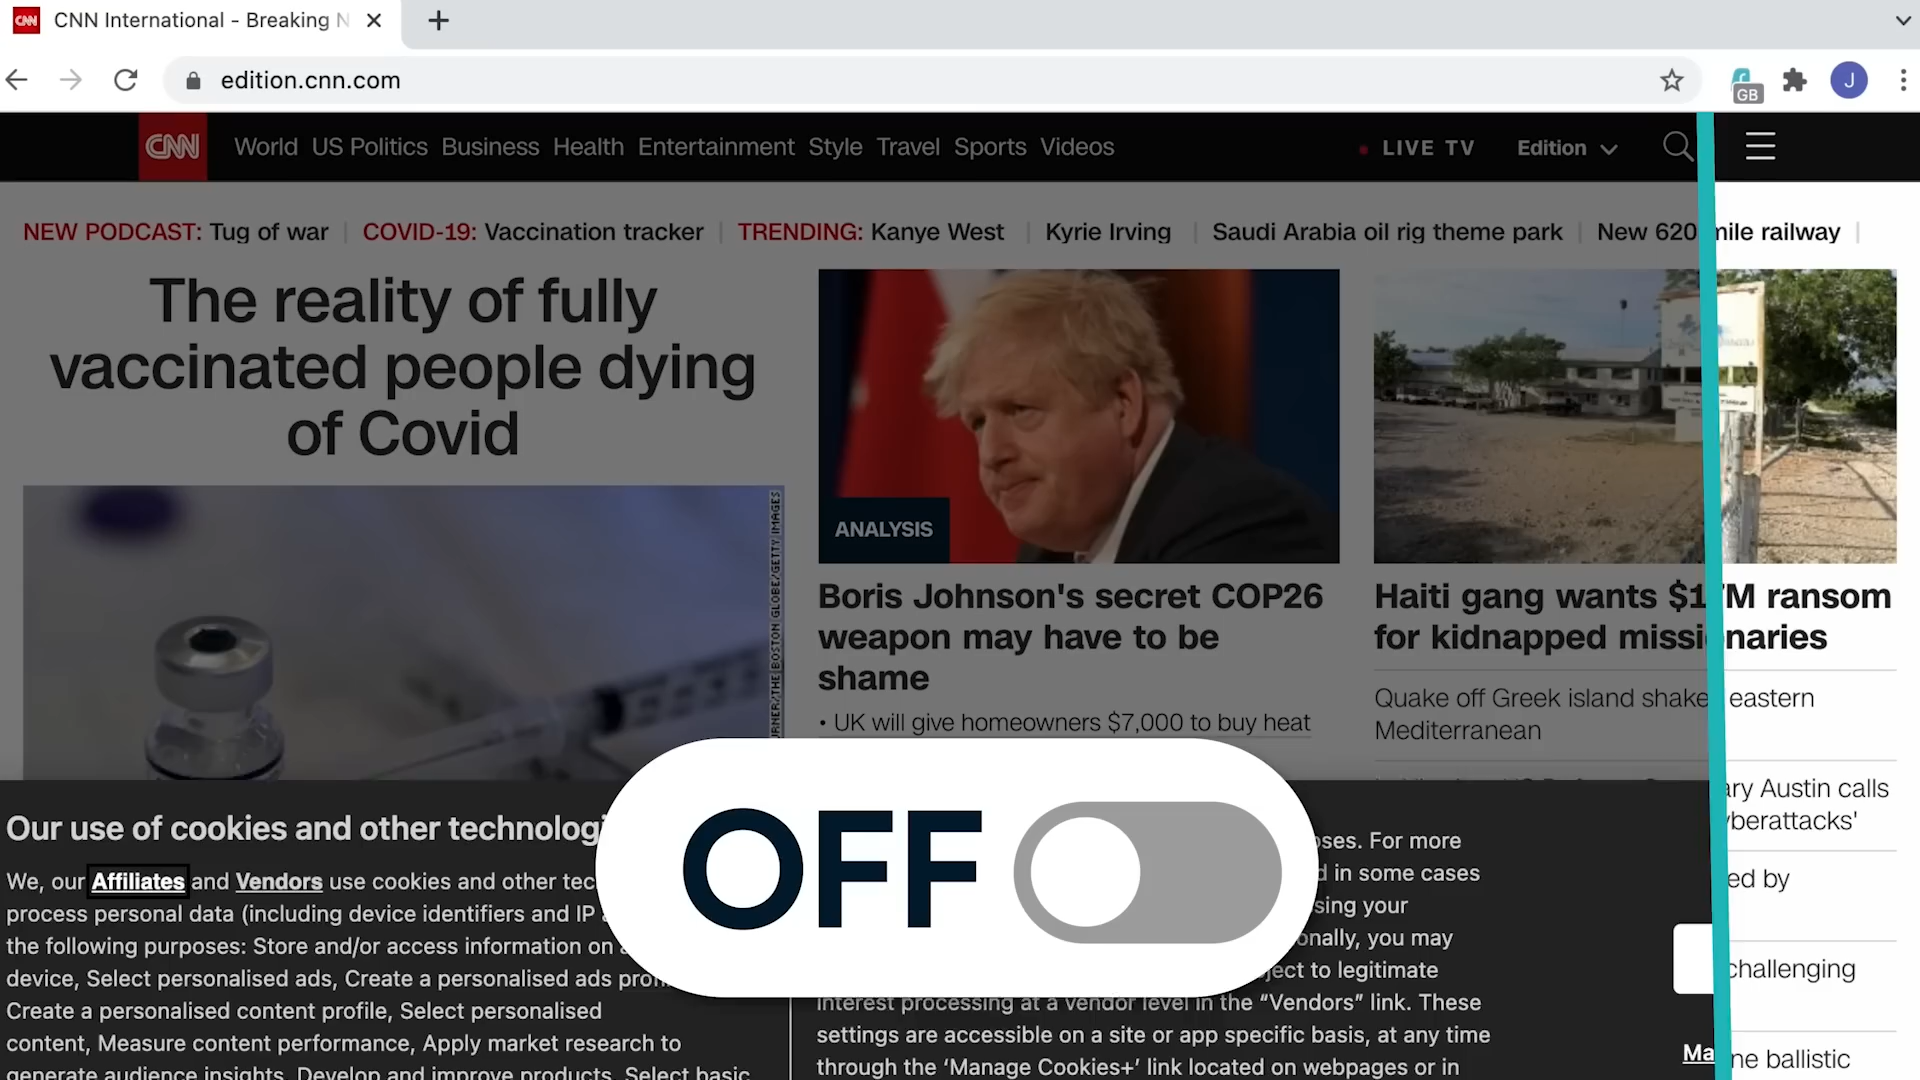 CNN International - Breaking N
edition.cnn.com
GB
J
CNN World US Politics Business Health Entertainment Style Travel Sports Videos LIVE TV Edition
NEW PODCAST: Tug of war COVID-19: Vaccination tracker TRENDING: Kanye West Kyrie Irving Saudi Arabia oil rig theme park New 620 mile railway
The reality of fully
vaccinated people dying
of Covid
ANALYSIS
Boris Johnson's secret COP26
weapon may have to be
shame
• UK will give homeowners $7,000 to buy heat
Haiti gang wants $17M ransom
for kidnapped missionaries
Quake off Greek island shakes eastern
Mediterranean
ary Austin calls
yberattacks'
ed by
challenging
ne ballistic
Our use of cookies and other technologi
We, our Affiliates and Vendors use cookies and other tec
process personal data (including device identifiers and IP
the following purposes: Store and/or access information on
device, Select personalised ads, Create a personalised ads prof
Create a personalised content profile, Select personalised
content, Measure content performance, Apply market research to
generate audience insights, Develop and improve products, Select basic
OFF
oses. For more
d in some cases
sing your
onally, you may
ject to legitimate
interest processing at a vendor level in the “Vendors” link. These
settings are accessible on a site or app specific basis, at any time
through the ‘Manage Cookies+’ link located on webpages or in
Ma